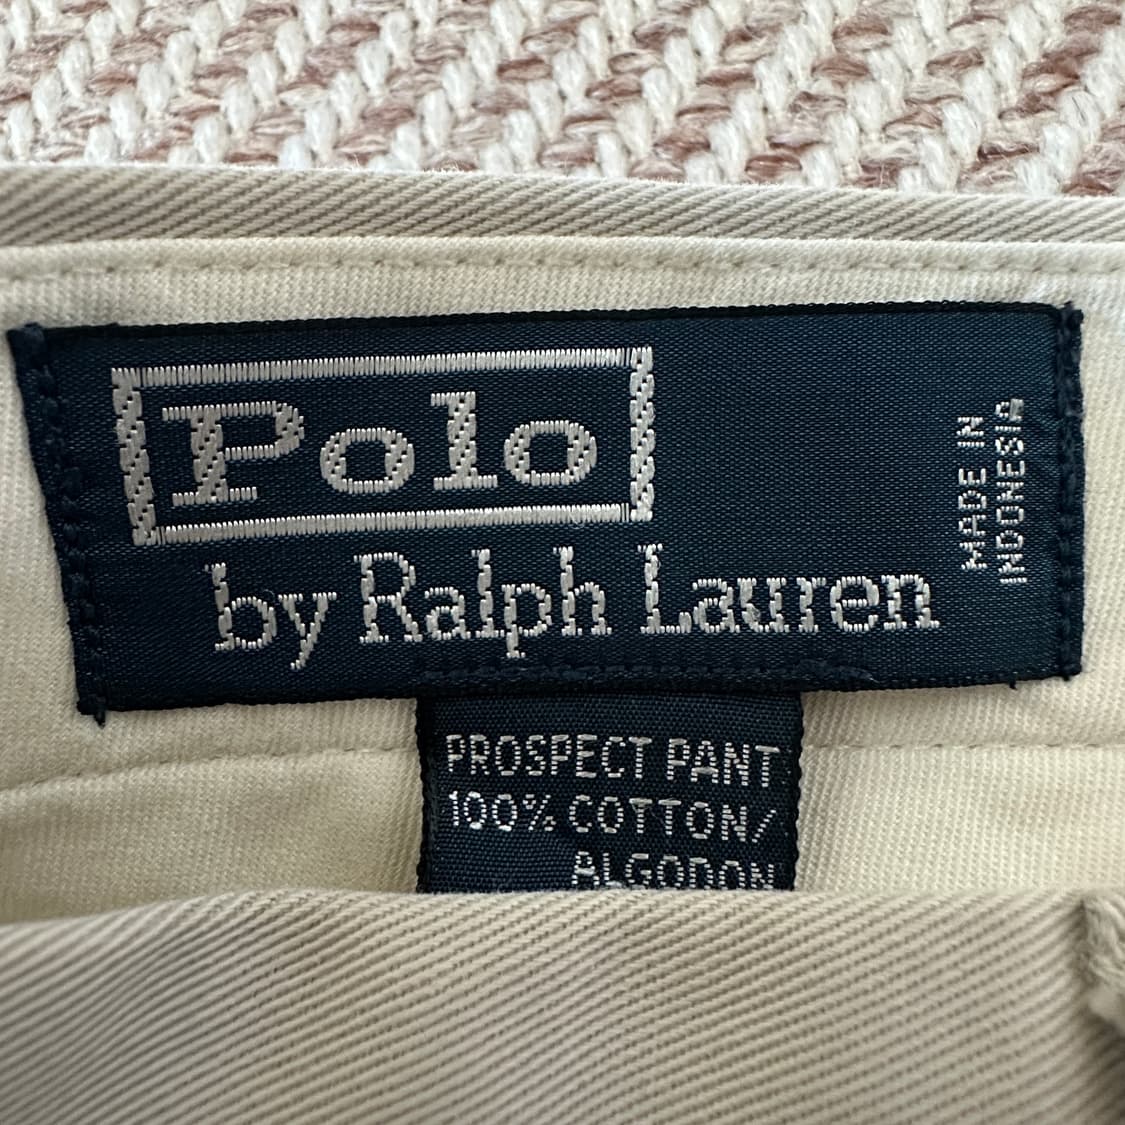 Polo
by Ralph Lauren
MADE IN
INDONESIA
PROSPECT PANT
100% COTTON/
ALGODON